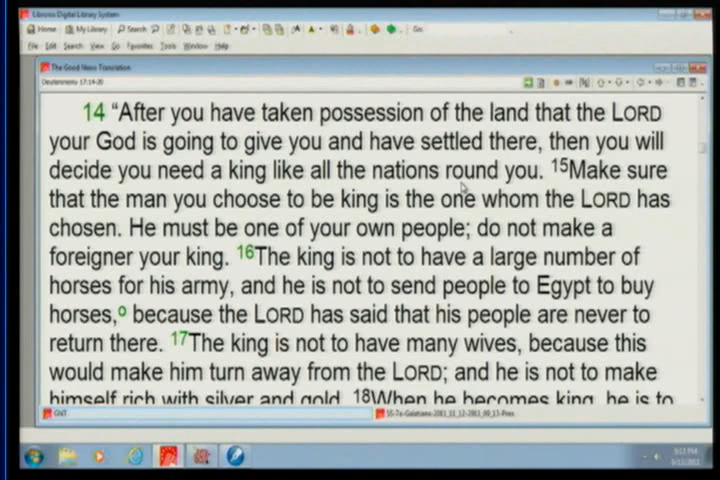 Libronix Digital Library System
Home My Library Search Go:
File Edit Search View Go Favorites Tools Window Help
The Good News Translation
Deuteronomy 17:14-20
14 “After you have taken possession of the land that the LORD
your God is going to give you and have settled there, then you will
decide you need a king like all the nations round you. 15Make sure
that the man you choose to be king is the one whom the LORD has
chosen. He must be one of your own people; do not make a
foreigner your king. 16The king is not to have a large number of
horses for his army, and he is not to send people to Egypt to buy
horses,o because the LORD has said that his people are never to
return there. 17The king is not to have many wives, because this
would make him turn away from the LORD; and he is not to make
himself rich with silver and gold. 18When he becomes king, he is to
GNT